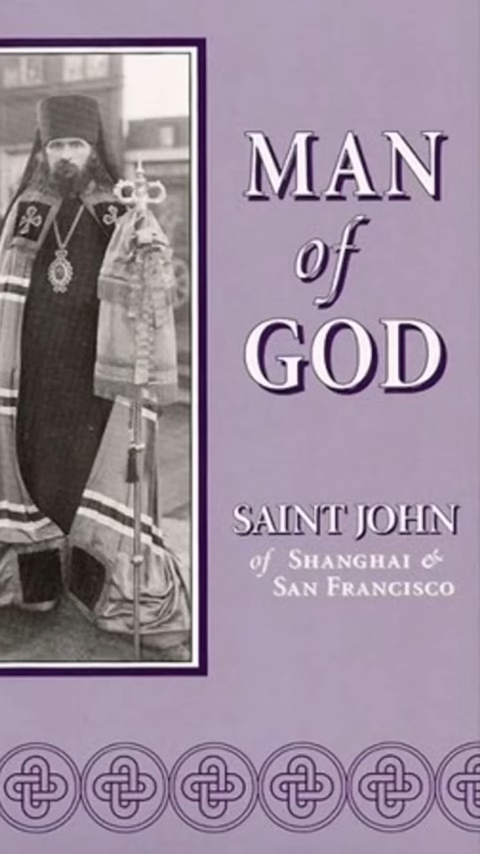 MAN
of
GOD
SAINT JOHN
of SHANGHAI &
SAN FRANCISCO